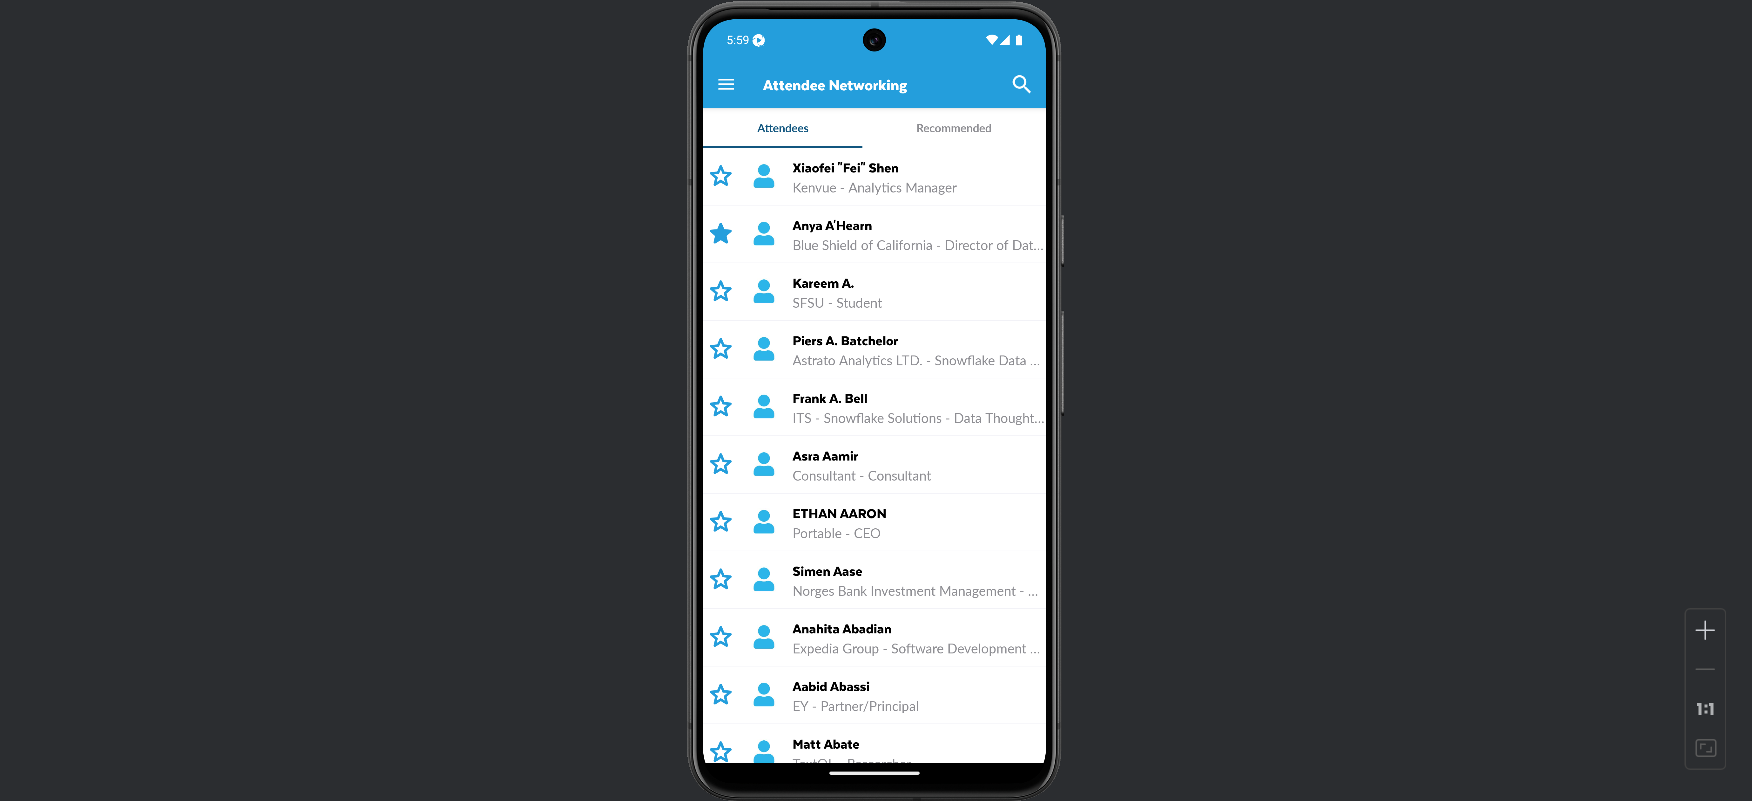 5:59
Attendee Networking
Attendees
Recommended
Xiaofei "Fei" Shen
Kenvue - Analytics Manager
Anya A'Hearn
Blue Shield of California - Director of Dat...
Kareem A.
SFSU - Student
Piers A. Batchelor
Astrato Analytics LTD. - Snowflake Data ...
Frank A. Bell
ITS - Snowflake Solutions - Data Thought...
Asra Aamir
Consultant - Consultant
ETHAN AARON
Portable - CEO
Simen Aase
Norges Bank Investment Management - ...
Anahita Abadian
Expedia Group - Software Development ...
Aabid Abassi
EY - Partner/Principal
Matt Abate
1:1